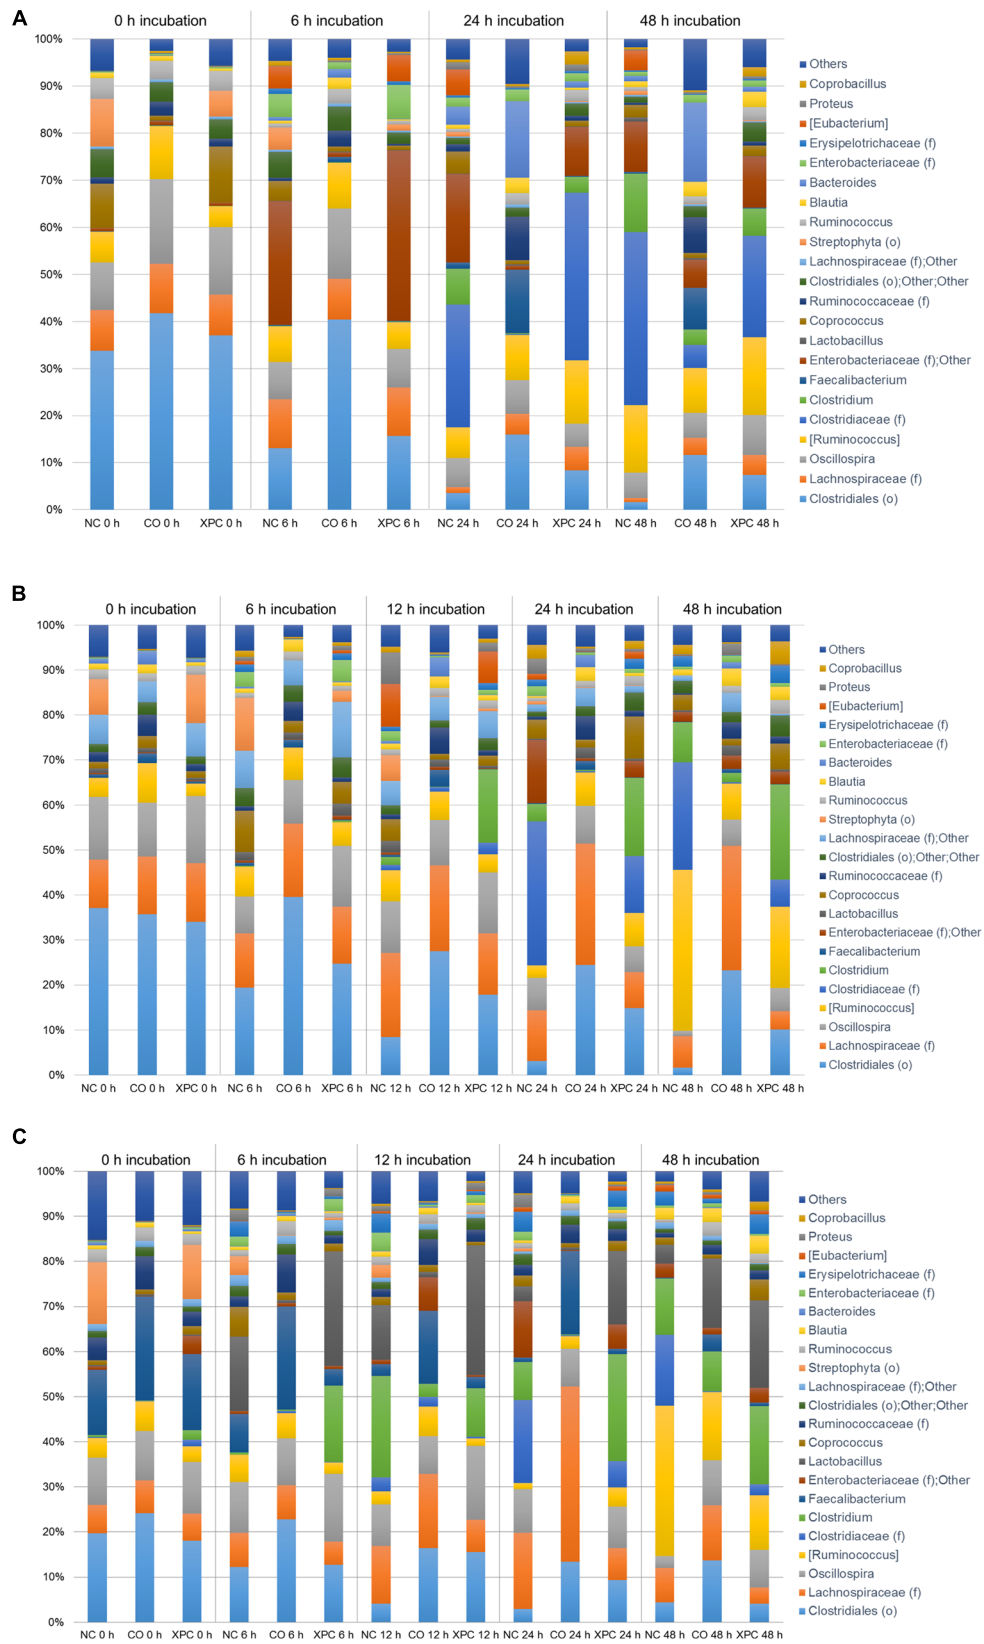 A
0 h incubation 6 h incubation 24 h incubation 48 h incubation
100%
90%
80%
70%
60%
50%
40%
30%
20%
10%
0%
NC 0 h CO 0 h XPC 0 h NC 6 h CO 6 h XPC 6 h NC 24 h CO 24 h XPC 24 h NC 48 h CO 48 h XPC 48 h
Others
Coprobacillus
Proteus
[Eubacterium]
Erysipelotrichaceae (f)
Enterobacteriaceae (f)
Bacteroides
Blautia
Ruminococcus
Streptophyta (o)
Lachnospiraceae (f);Other
Clostridiales (o);Other;Other
Ruminococcaceae (f)
Coprococcus
Lactobacillus
Enterobacteriaceae (f);Other
Faecalibacterium
Clostridium
Clostridiaceae (f)
[Ruminococcus]
Oscillospira
Lachnospiraceae (f)
Clostridiales (o)
B
0 h incubation 6 h incubation 12 h incubation 24 h incubation 48 h incubation
100%
90%
80%
70%
60%
50%
40%
30%
20%
10%
0%
NC 0 h CO 0 h XPC 0 h NC 6 h CO 6 h XPC 6 h NC 12 h CO 12 h XPC 12 h NC 24 h CO 24 h XPC 24 h NC 48 h CO 48 h XPC 48 h
Others
Coprobacillus
Proteus
[Eubacterium]
Erysipelotrichaceae (f)
Enterobacteriaceae (f)
Bacteroides
Blautia
Ruminococcus
Streptophyta (o)
Lachnospiraceae (f);Other
Clostridiales (o);Other;Other
Ruminococcaceae (f)
Coprococcus
Lactobacillus
Enterobacteriaceae (f);Other
Faecalibacterium
Clostridium
Clostridiaceae (f)
[Ruminococcus]
Oscillospira
Lachnospiraceae (f)
Clostridiales (o)
C
0 h incubation 6 h incubation 12 h incubation 24 h incubation 48 h incubation
100%
90%
80%
70%
60%
50%
40%
30%
20%
10%
0%
NC 0 h CO 0 h XPC 0 h NC 6 h CO 6 h XPC 6 h NC 12 h CO 12 h XPC 12 h NC 24 h CO 24 h XPC 24 h NC 48 h CO 48 h XPC 48 h
Others
Coprobacillus
Proteus
[Eubacterium]
Erysipelotrichaceae (f)
Enterobacteriaceae (f)
Bacteroides
Blautia
Ruminococcus
Streptophyta (o)
Lachnospiraceae (f);Other
Clostridiales (o);Other;Other
Ruminococcaceae (f)
Coprococcus
Lactobacillus
Enterobacteriaceae (f);Other
Faecalibacterium
Clostridium
Clostridiaceae (f)
[Ruminococcus]
Oscillospira
Lachnospiraceae (f)
Clostridiales (o)